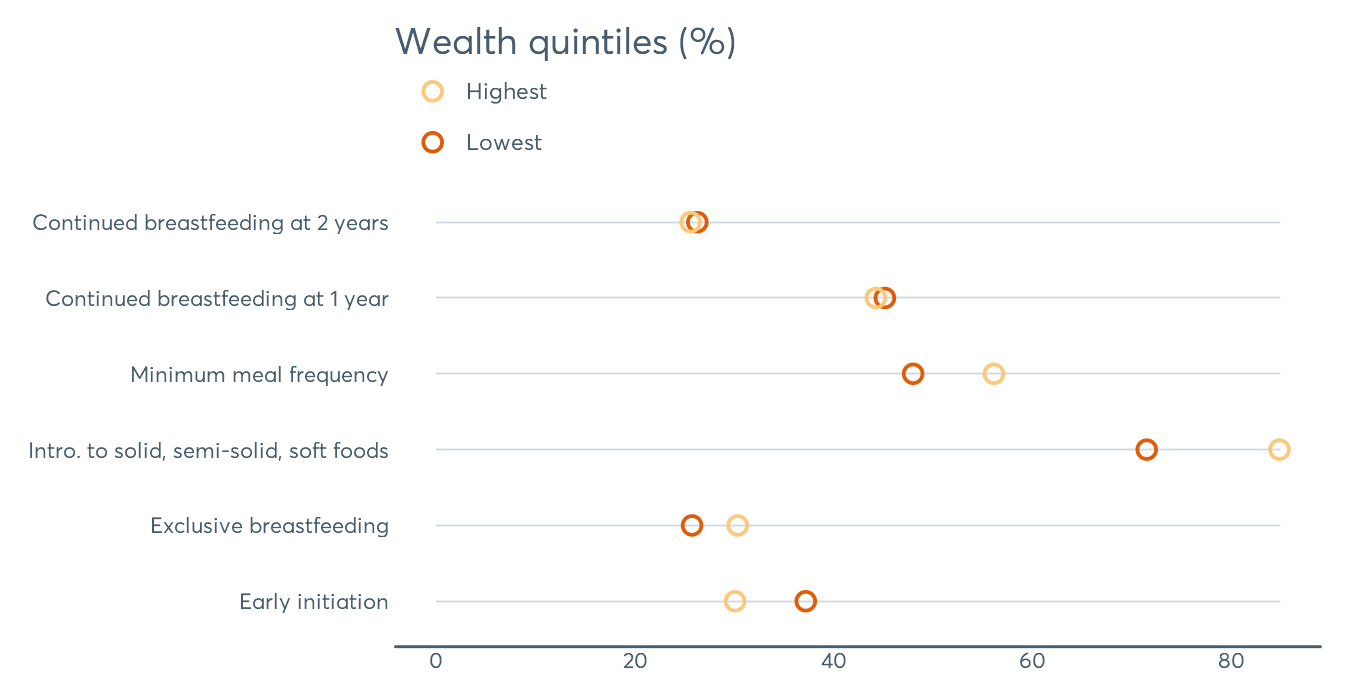 Wealth quintiles (%)
Highest
Lowest
Continued breastfeeding at 2 years
Continued breastfeeding at 1 year
Minimum meal frequency
Intro. to solid, semi-solid, soft foods
Exclusive breastfeeding
Early initiation
0 20 40 60 80